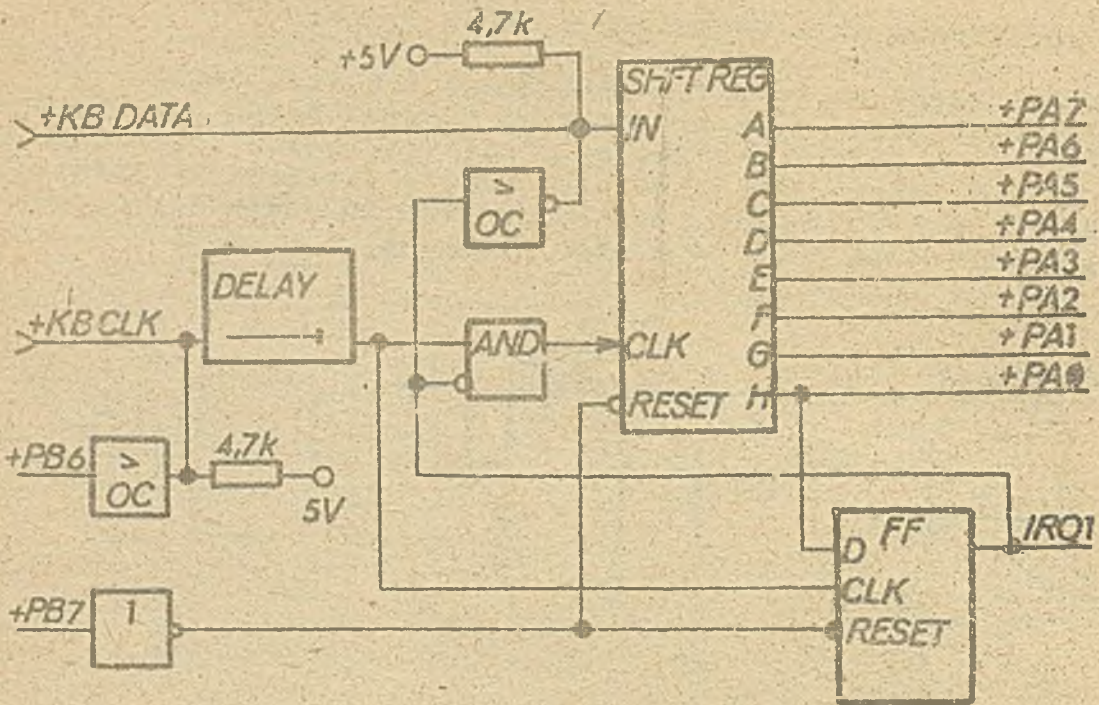 4,7k
+5V
SHIFT REG
+KB DATA
IN
A
+PA7
B
+PA6
≥
OC
C
+PA5
D
+PA4
DELAY
E
+PA3
+KB CLK
AND
CLK
F
+PA2
G
+PA1
RESET
H
+PA0
+PB6
≥
OC
4,7k
5V
FF
D
IRQ1
CLK
+PB7
1
RESET